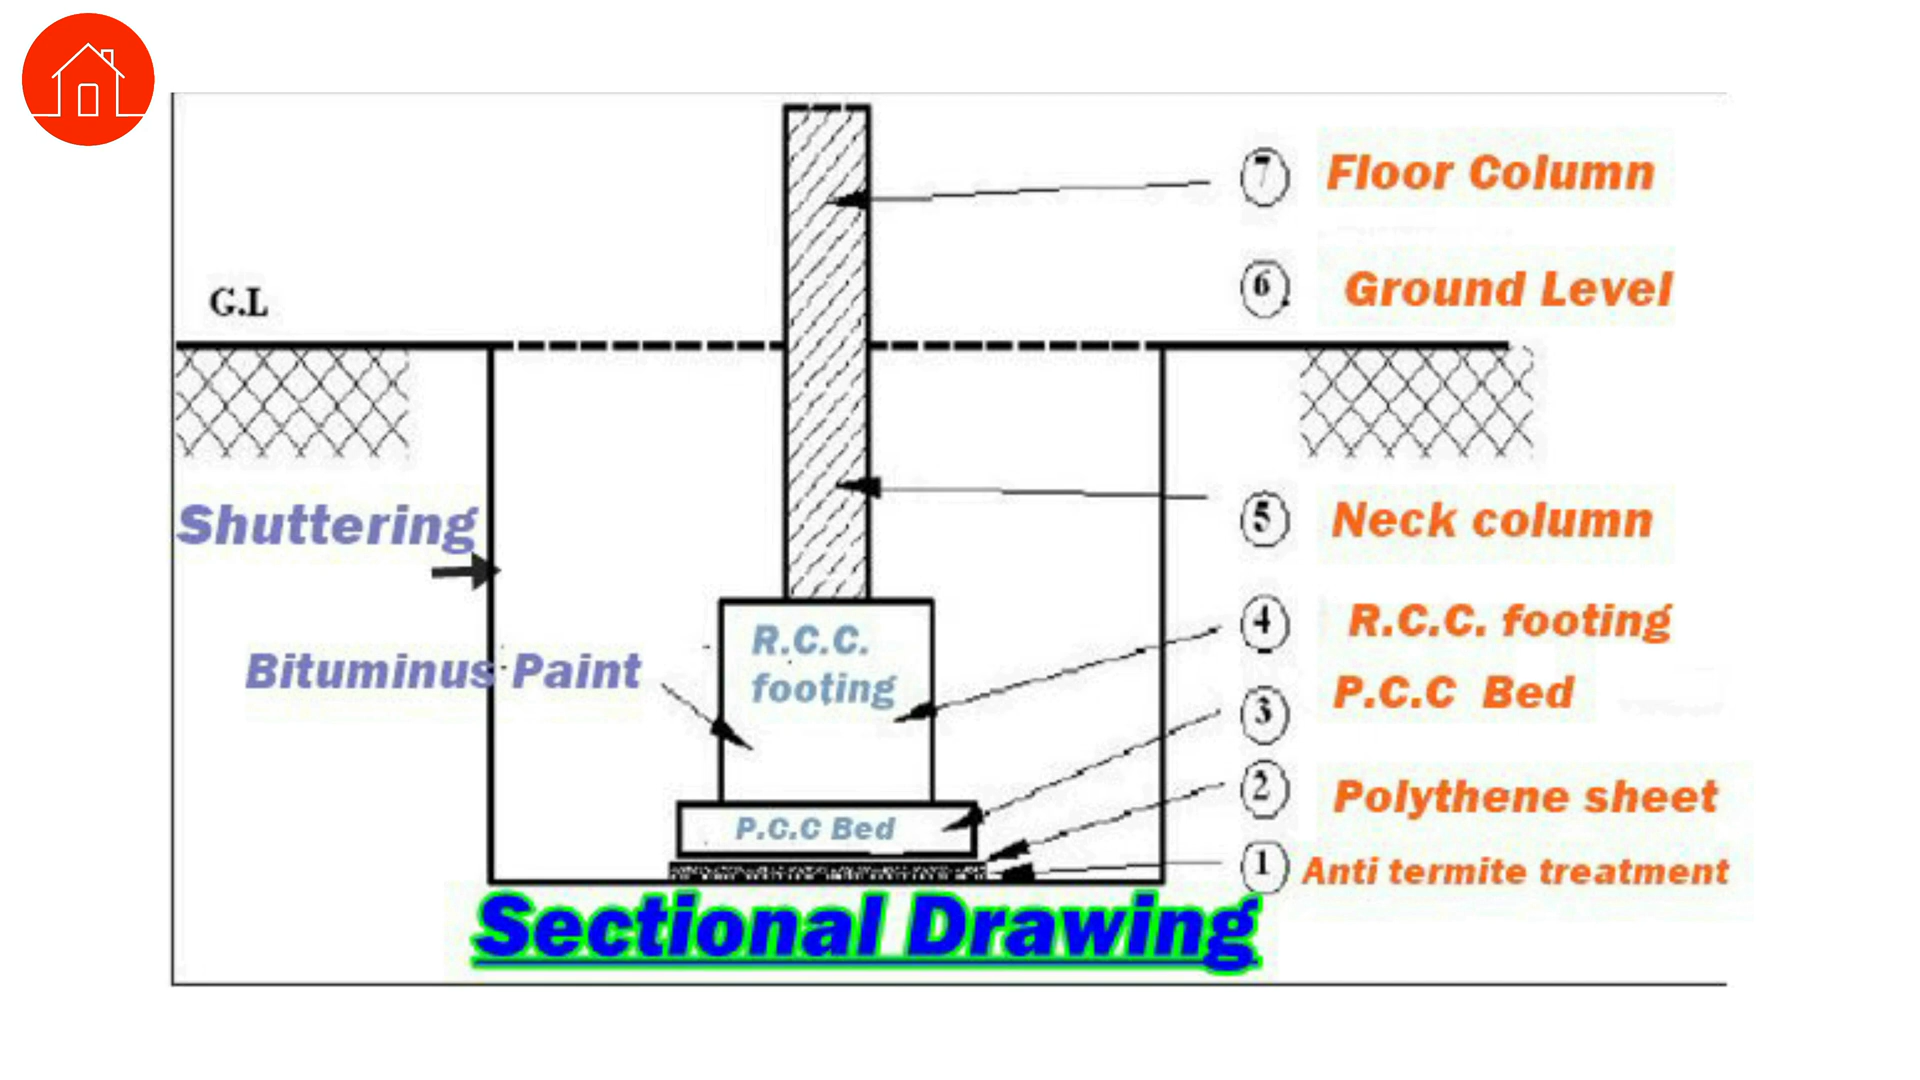 7 Floor Column
6 Ground Level
G.L
Shuttering
5 Neck column
4 R.C.C. footing
R.C.C.
footing
Bituminus Paint
3 P.C.C Bed
2 Polythene sheet
P.C.C Bed
1 Anti termite treatment
Sectional Drawing